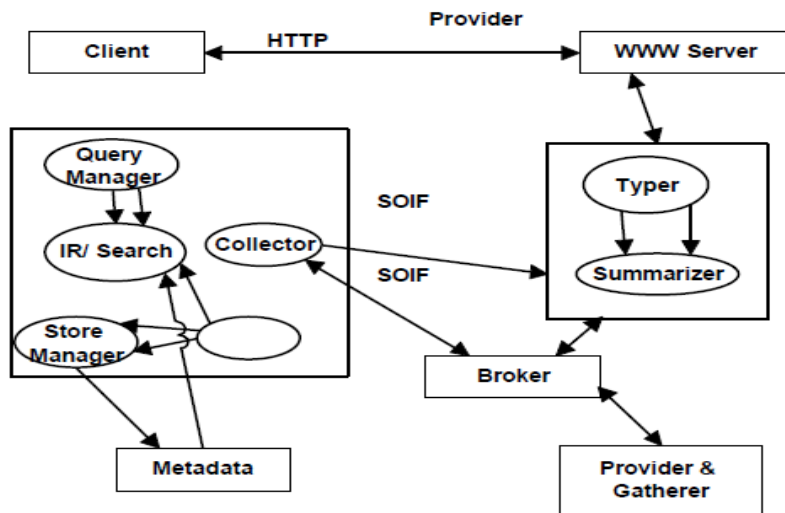 Provider
Client
HTTP
WWW Server
Query
Manager
Typer
SOIF
IR/ Search
Collector
SOIF
Summarizer
Store
Manager
Broker
Metadata
Provider &
Gatherer